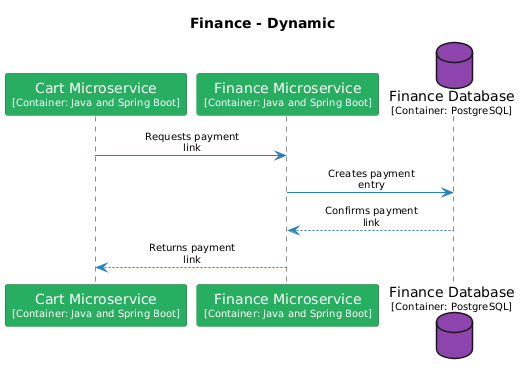 Finance - Dynamic
Cart Microservice
[Container: Java and Spring Boot]
Finance Microservice
[Container: Java and Spring Boot]
Finance Database
[Container: PostgreSQL]
Requests payment
link
Creates payment
entry
Confirms payment
link
Returns payment
link
Cart Microservice
[Container: Java and Spring Boot]
Finance Microservice
[Container: Java and Spring Boot]
Finance Database
[Container: PostgreSQL]